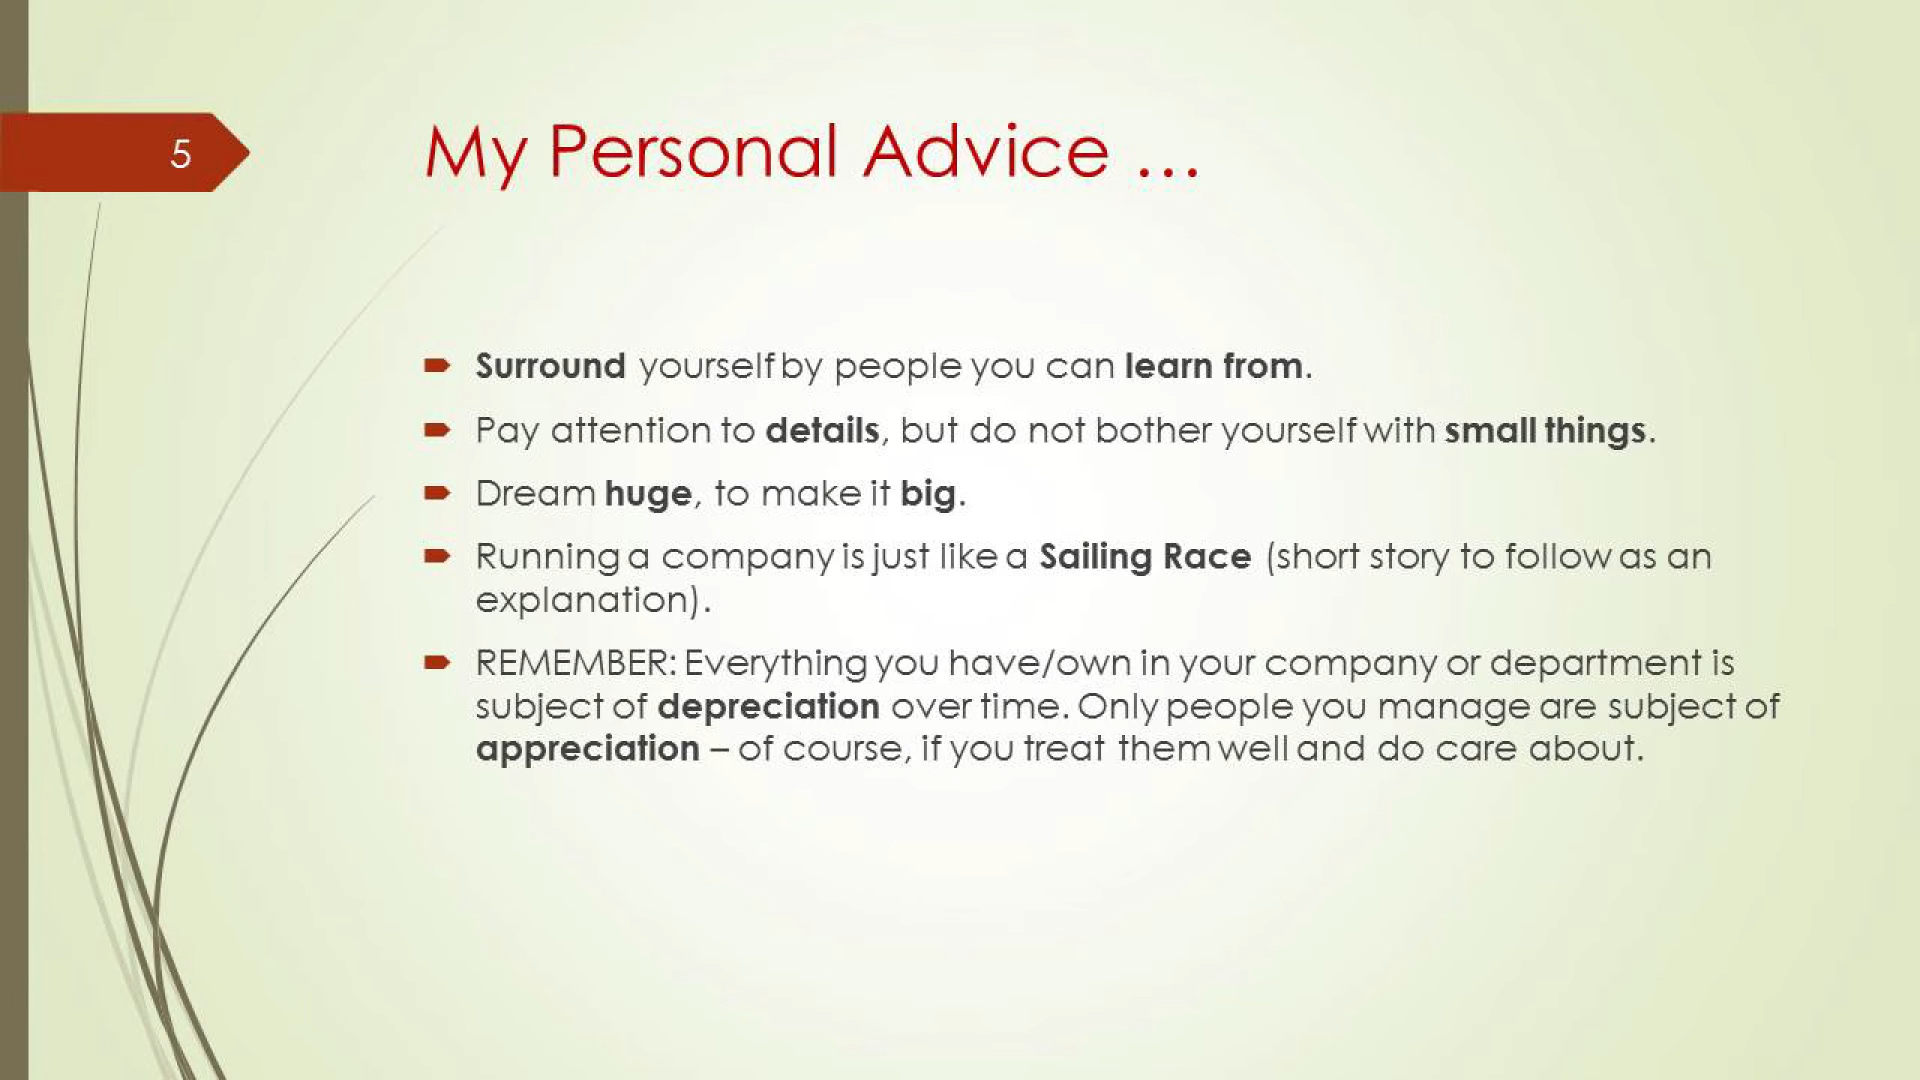 5
My Personal Advice ...
Surround yourself by people you can learn from.
Pay attention to details, but do not bother yourself with small things.
Dream huge, to make it big.
Running a company is just like a Sailing Race (short story to follow as an
explanation).
REMEMBER: Everything you have/own in your company or department is
subject of depreciation over time. Only people you manage are subject of
appreciation – of course, if you treat them well and do care about.